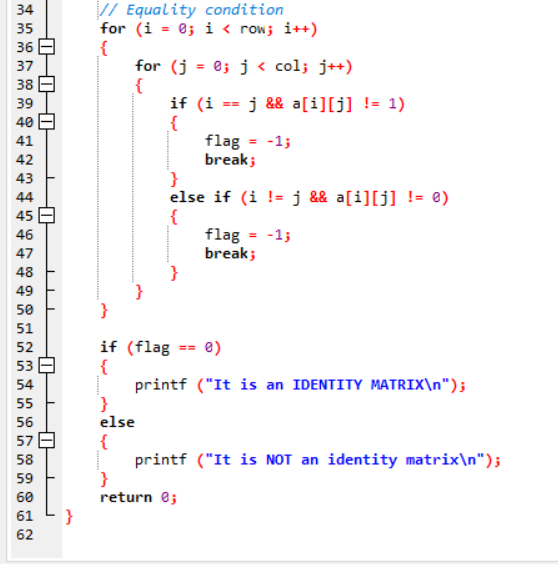 34 // Equality condition
35 for (i = 0; i < row; i++)
36 {
37 for (j = 0; j < col; j++)
38 {
39 if (i == j && a[i][j] != 1)
40 {
41 flag = -1;
42 break;
43 }
44 else if (i != j && a[i][j] != 0)
45 {
46 flag = -1;
47 break;
48 }
49 }
50 }
51
52 if (flag == 0)
53 {
54 printf ("It is an IDENTITY MATRIX\n");
55 }
56 else
57 {
58 printf ("It is NOT an identity matrix\n");
59 }
60 return 0;
61 }
62